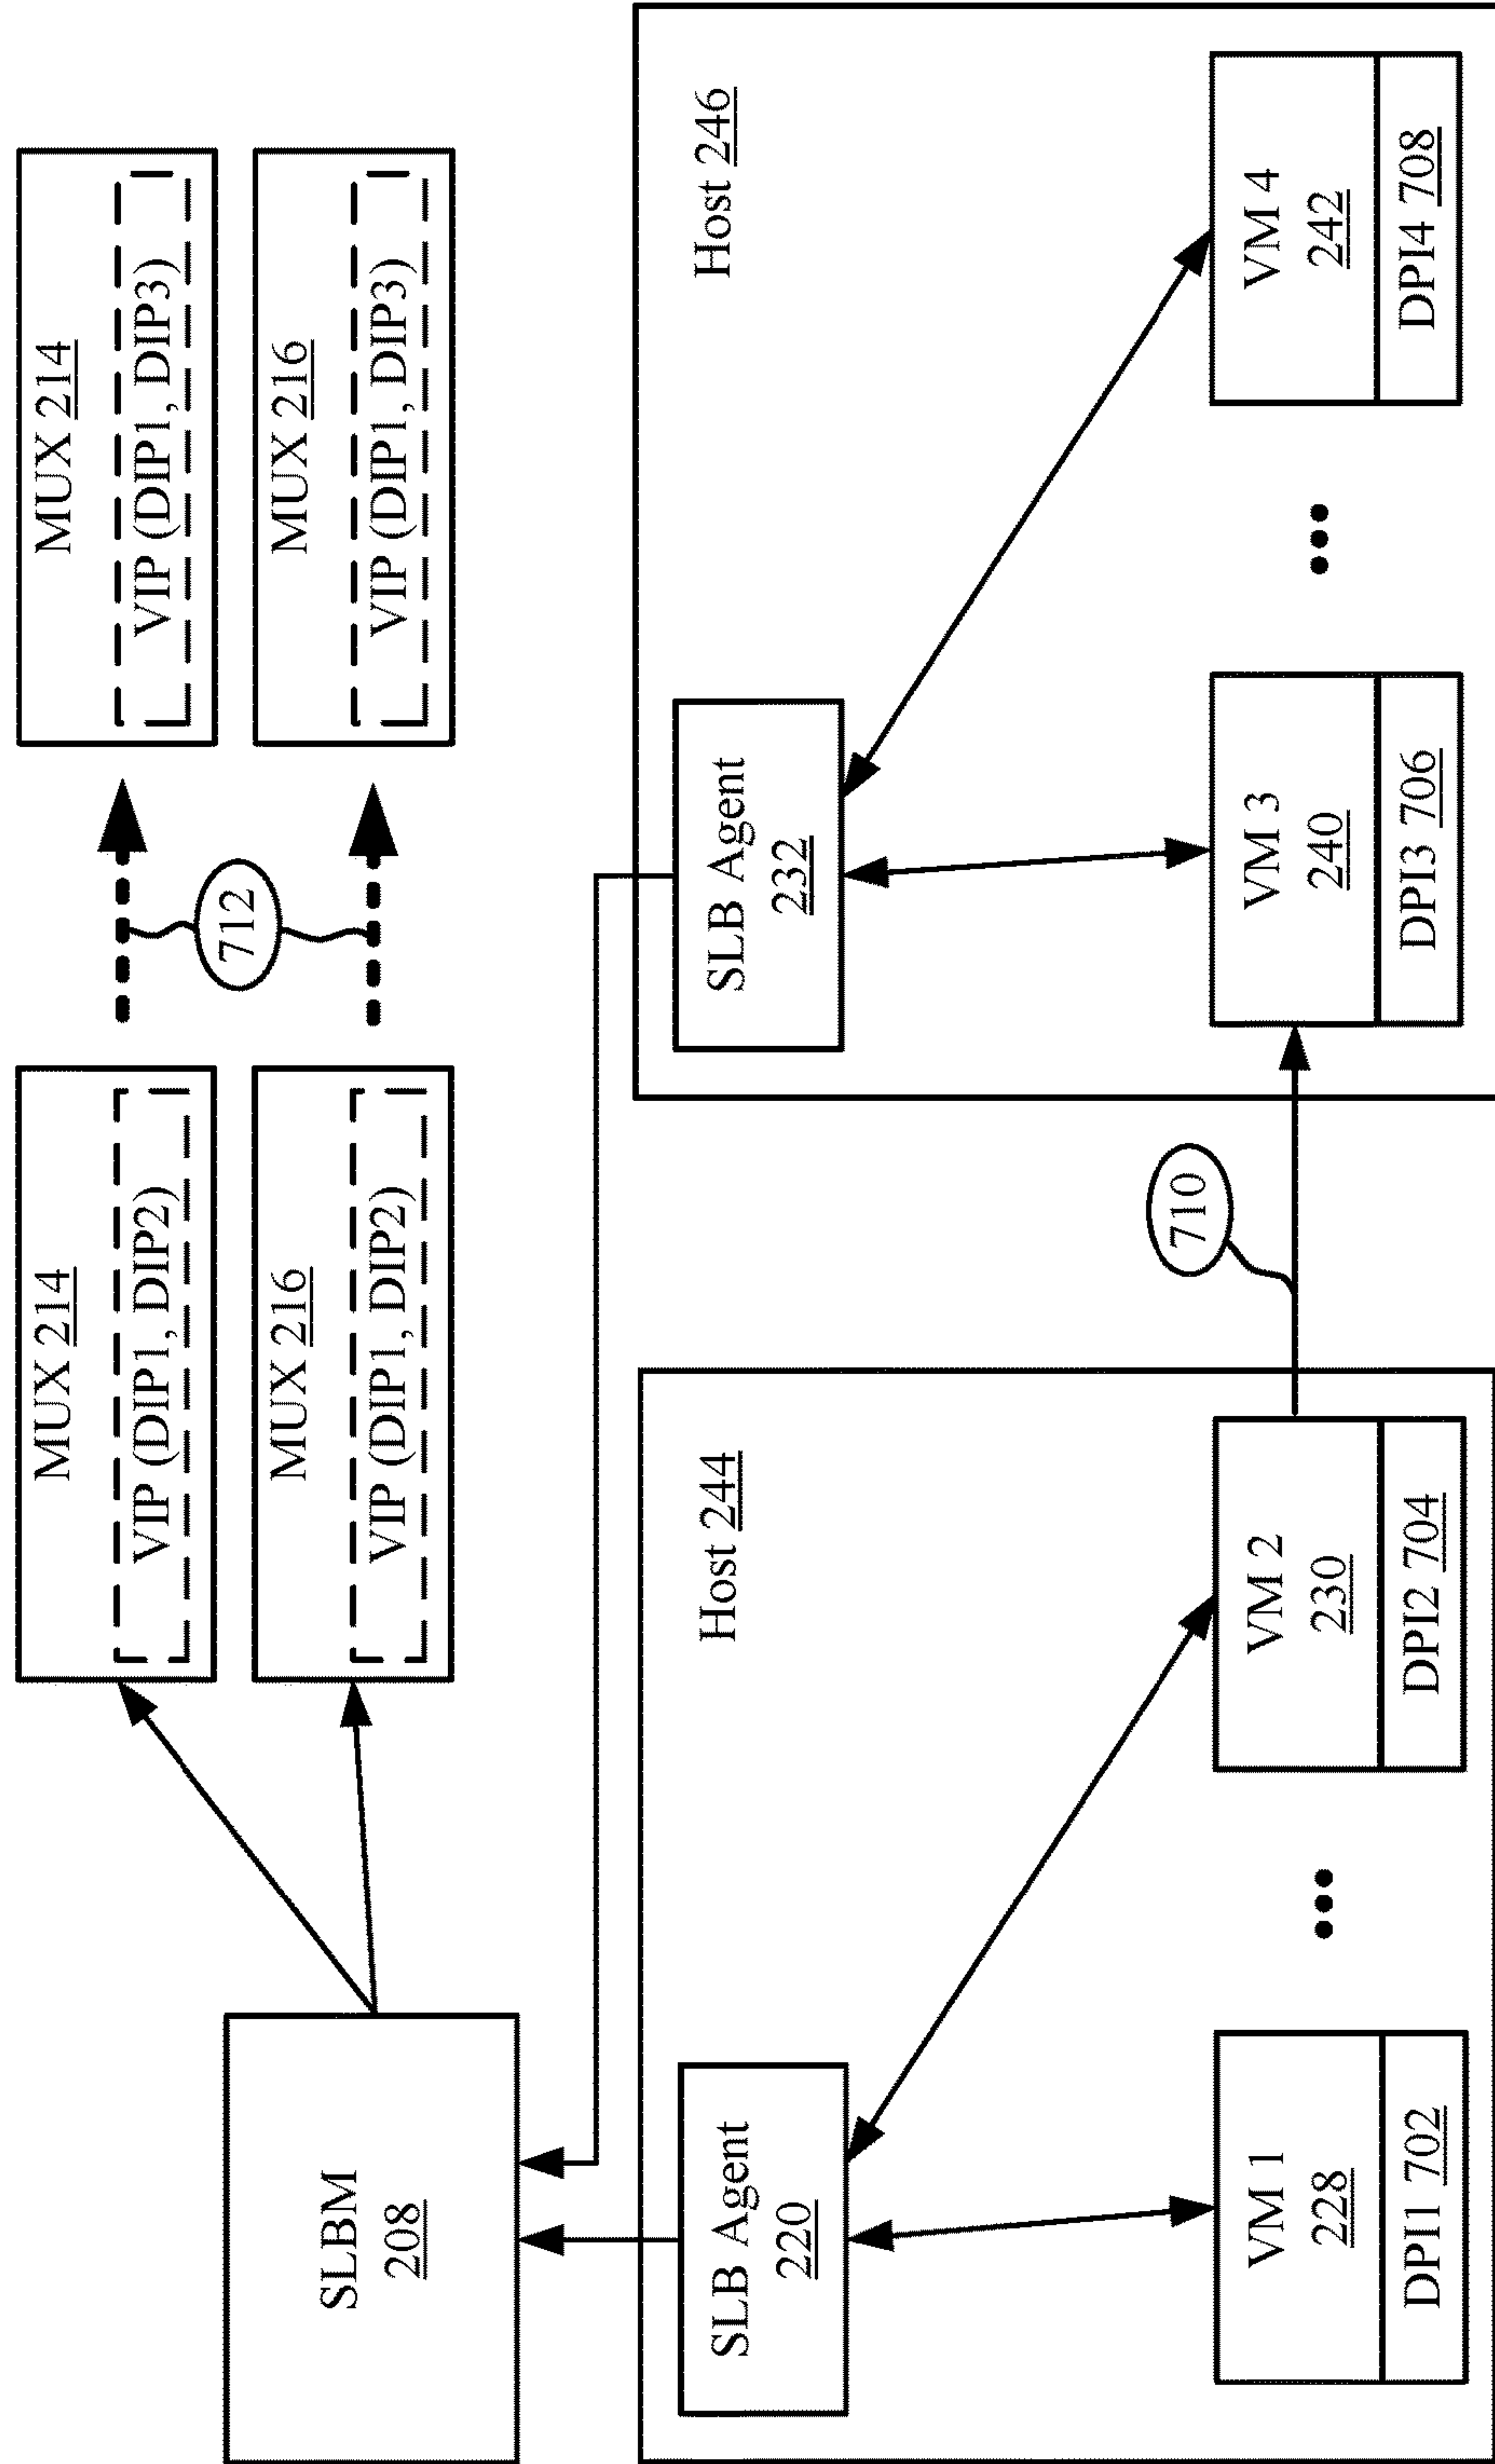 MUX 214
VIP (DIP1, DIP2)
MUX 214
VIP (DIP1, DIP3)
712
MUX 216
VIP (DIP1, DIP2)
MUX 216
VIP (DIP1, DIP3)
SLBM
208
Host 244
SLB Agent
220
VM 1
228
DPI1 702
•••
VM 2
230
DPI2 704
710
Host 246
SLB Agent
232
VM 3
240
DPI3 706
•••
VM 4
242
DPI4 708